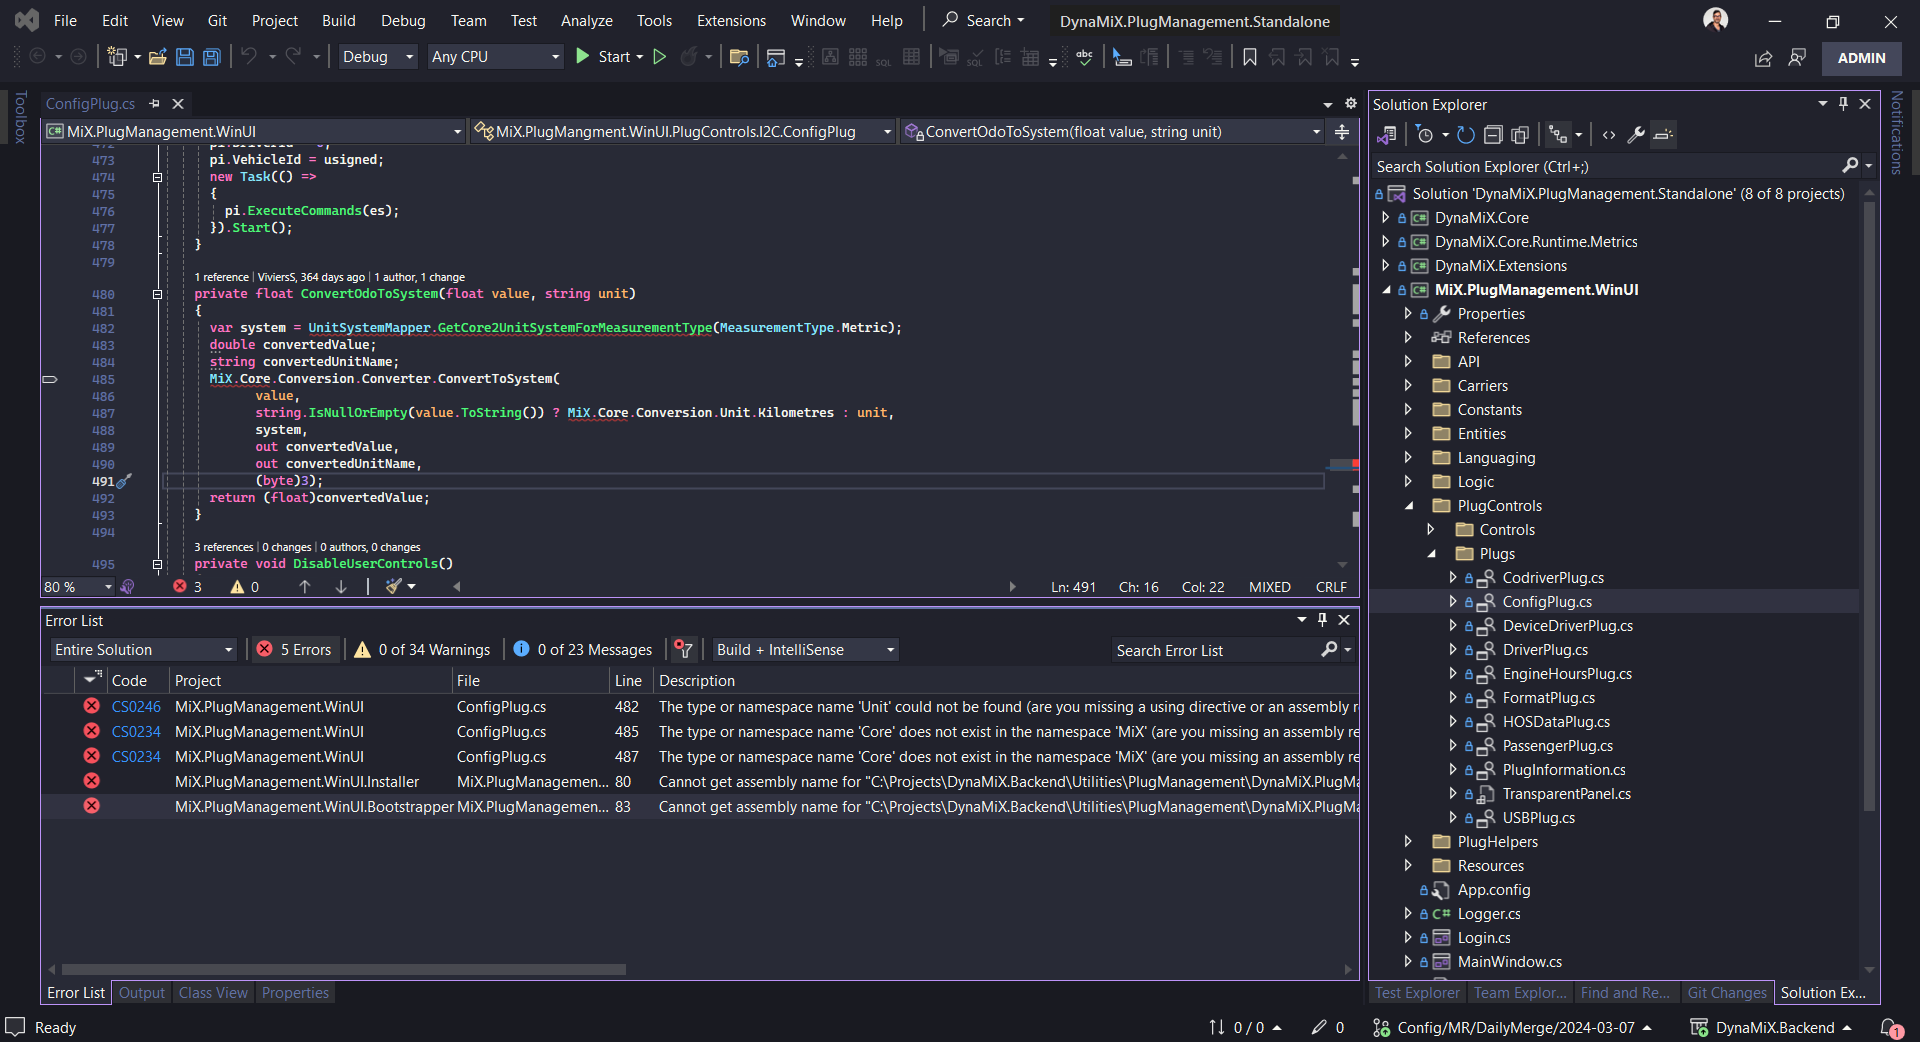 File Edit View Git Project Build Debug Team Test Analyze Tools Extensions Window Help Search DynaMiX.PlugManagement.Standalone
Debug Any CPU Start ADMIN
Toolbox
ConfigPlug.cs
MiX.PlugManagement.WinUI MiX.PlugMangment.WinUI.PlugControls.I2C.ConfigPlug ConvertOdoToSystem(float value, string unit)
473 pi.VehicleId = usigned;
474 new Task(() =>
475 {
476 pi.ExecuteCommands(es);
477 }).Start();
478 }
479
1 reference | ViviersS, 364 days ago | 1 author, 1 change
480 private float ConvertOdoToSystem(float value, string unit)
481 {
482 var system = UnitSystemMapper.GetCore2UnitSystemForMeasurementType(MeasurementType.Metric);
483 double convertedValue;
484 string convertedUnitName;
485 MiX.Core.Conversion.Converter.ConvertToSystem(
486 value,
487 string.IsNullOrEmpty(value.ToString()) ? MiX.Core.Conversion.Unit.Kilometres : unit,
488 system,
489 out convertedValue,
490 out convertedUnitName,
491 (byte)3);
492 return (float)convertedValue;
493 }
494
3 references | 0 changes | 0 authors, 0 changes
495 private void DisableUserControls()
80 % 3 0 Ln: 491 Ch: 16 Col: 22 MIXED CRLF
Error List
Entire Solution 5 Errors 0 of 34 Warnings 0 of 23 Messages Build + IntelliSense Search Error List
Code Project File Line Description
CS0246 MiX.PlugManagement.WinUI ConfigPlug.cs 482 The type or namespace name 'Unit' could not be found (are you missing a using directive or an assembly r
CS0234 MiX.PlugManagement.WinUI ConfigPlug.cs 485 The type or namespace name 'Core' does not exist in the namespace 'MiX' (are you missing an assembly re
CS0234 MiX.PlugManagement.WinUI ConfigPlug.cs 487 The type or namespace name 'Core' does not exist in the namespace 'MiX' (are you missing an assembly re
MiX.PlugManagement.WinUI.Installer MiX.PlugManagemen... 80 Cannot get assembly name for "C:\Projects\DynaMiX.Backend\Utilities\PlugManagement\DynaMiX.PlugMa
MiX.PlugManagement.WinUI.Bootstrapper MiX.PlugManagemen... 83 Cannot get assembly name for "C:\Projects\DynaMiX.Backend\Utilities\PlugManagement\DynaMiX.PlugMa
Error List Output Class View Properties
Solution Explorer
Search Solution Explorer (Ctrl+;)
Solution 'DynaMiX.PlugManagement.Standalone' (8 of 8 projects)
DynaMiX.Core
DynaMiX.Core.Runtime.Metrics
DynaMiX.Extensions
MiX.PlugManagement.WinUI
Properties
References
API
Carriers
Constants
Entities
Languaging
Logic
PlugControls
Controls
Plugs
CodriverPlug.cs
ConfigPlug.cs
DeviceDriverPlug.cs
DriverPlug.cs
EngineHoursPlug.cs
FormatPlug.cs
HOSDataPlug.cs
PassengerPlug.cs
PlugInformation.cs
TransparentPanel.cs
USBPlug.cs
PlugHelpers
Resources
App.config
Logger.cs
Login.cs
MainWindow.cs
Test Explorer Team Explor... Find and Re... Git Changes Solution Ex...
Notifications
Ready 0 / 0 0 Config/MR/DailyMerge/2024-03-07 DynaMiX.Backend 1